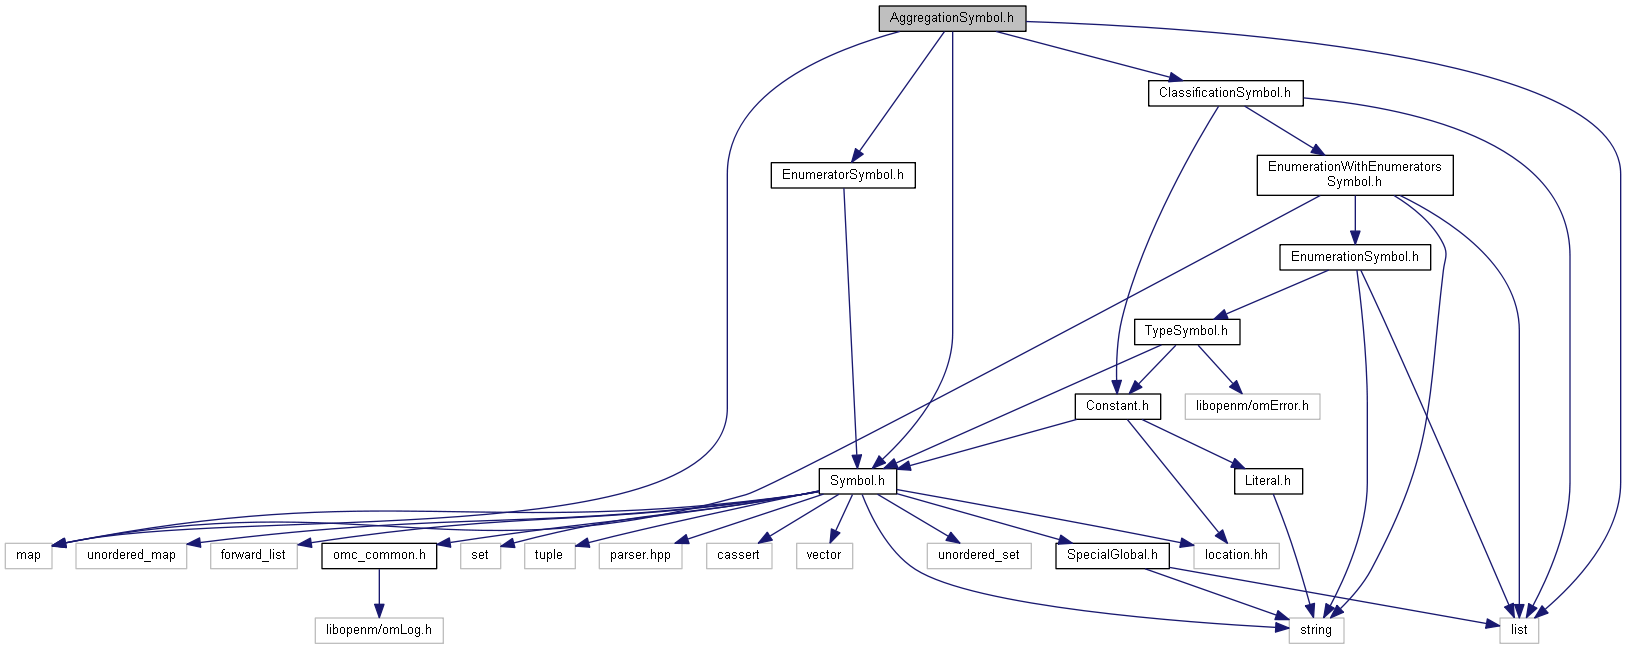 AggregationSymbol.h
ClassificationSymbol.h
EnumeratorSymbol.h
EnumerationWithEnumerators
Symbol.h
EnumerationSymbol.h
TypeSymbol.h
Constant.h
libopenm/omError.h
Symbol.h
Literal.h
map
unordered_map
forward_list
omc_common.h
set
tuple
parser.hpp
cassert
vector
unordered_set
SpecialGlobal.h
location.hh
libopenm/omLog.h
string
list